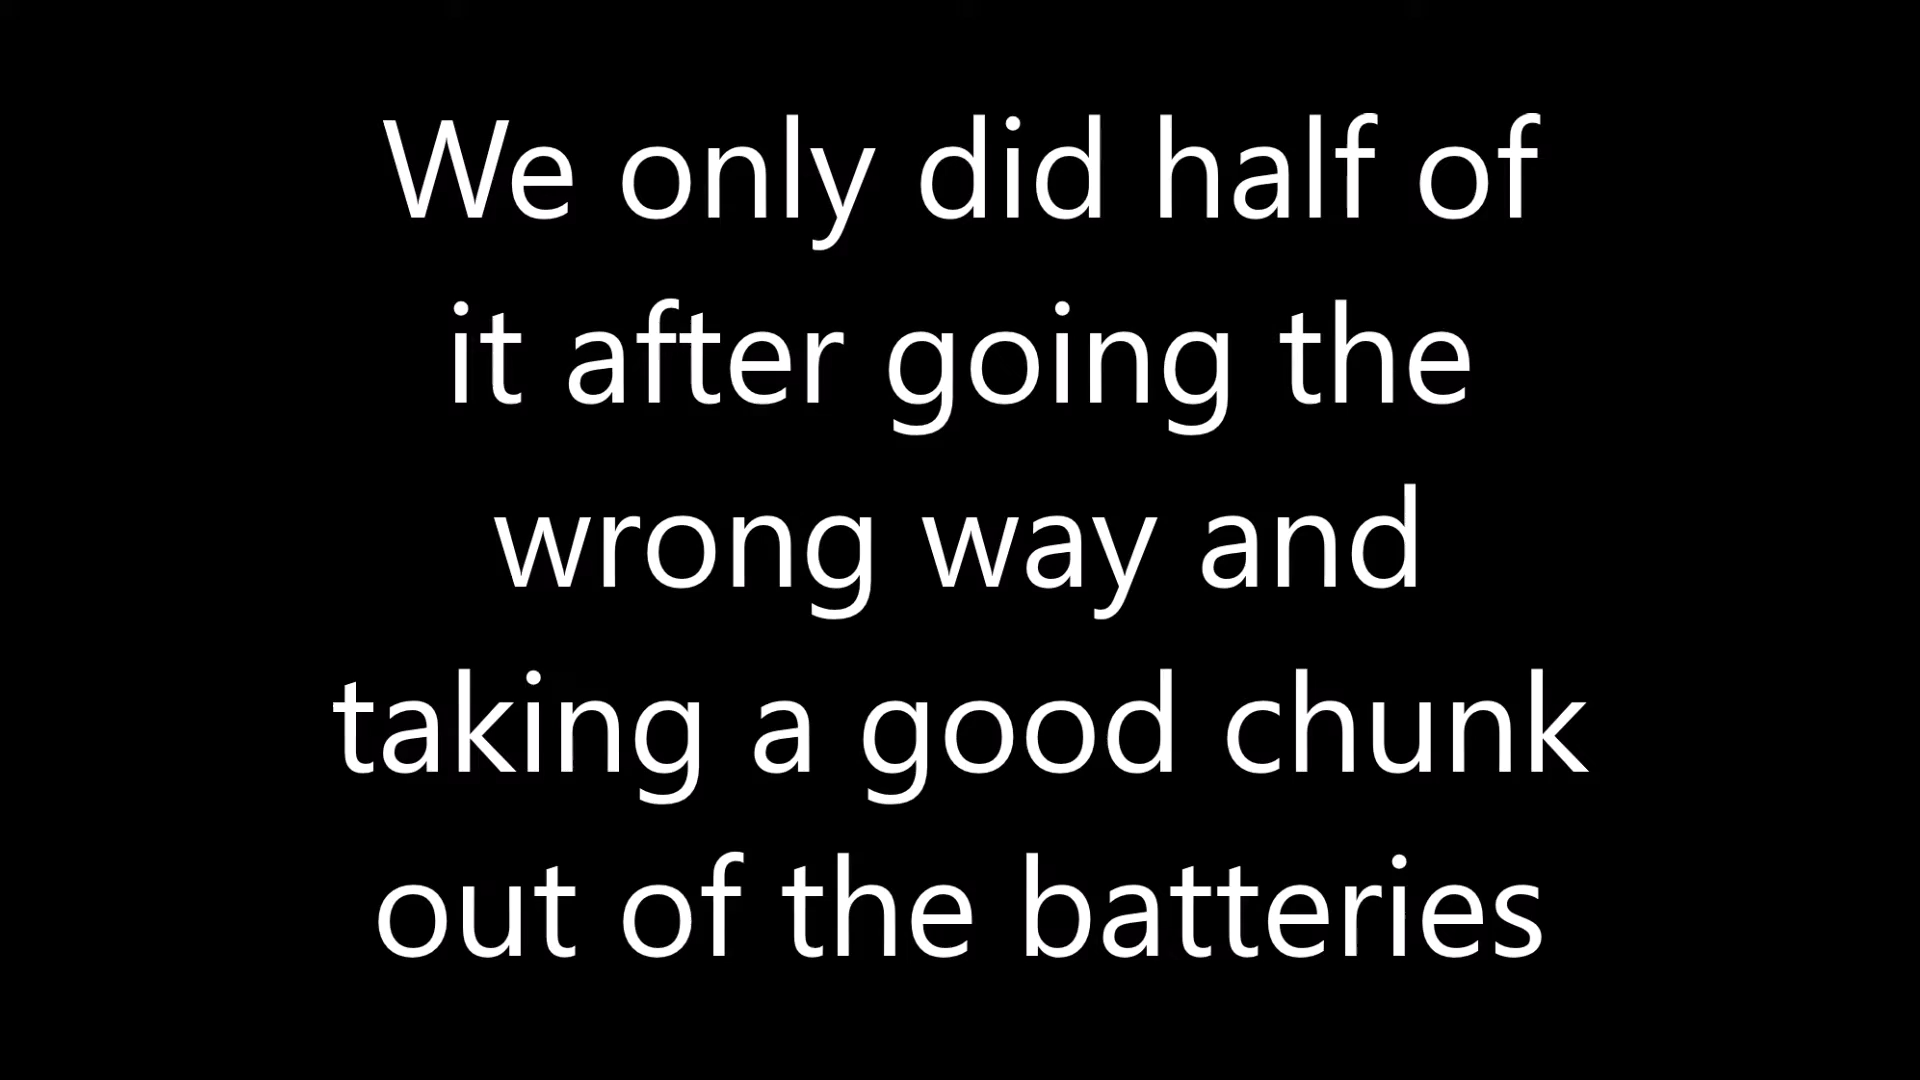 We only did half of
it after going the
wrong way and
taking a good chunk
out of the batteries